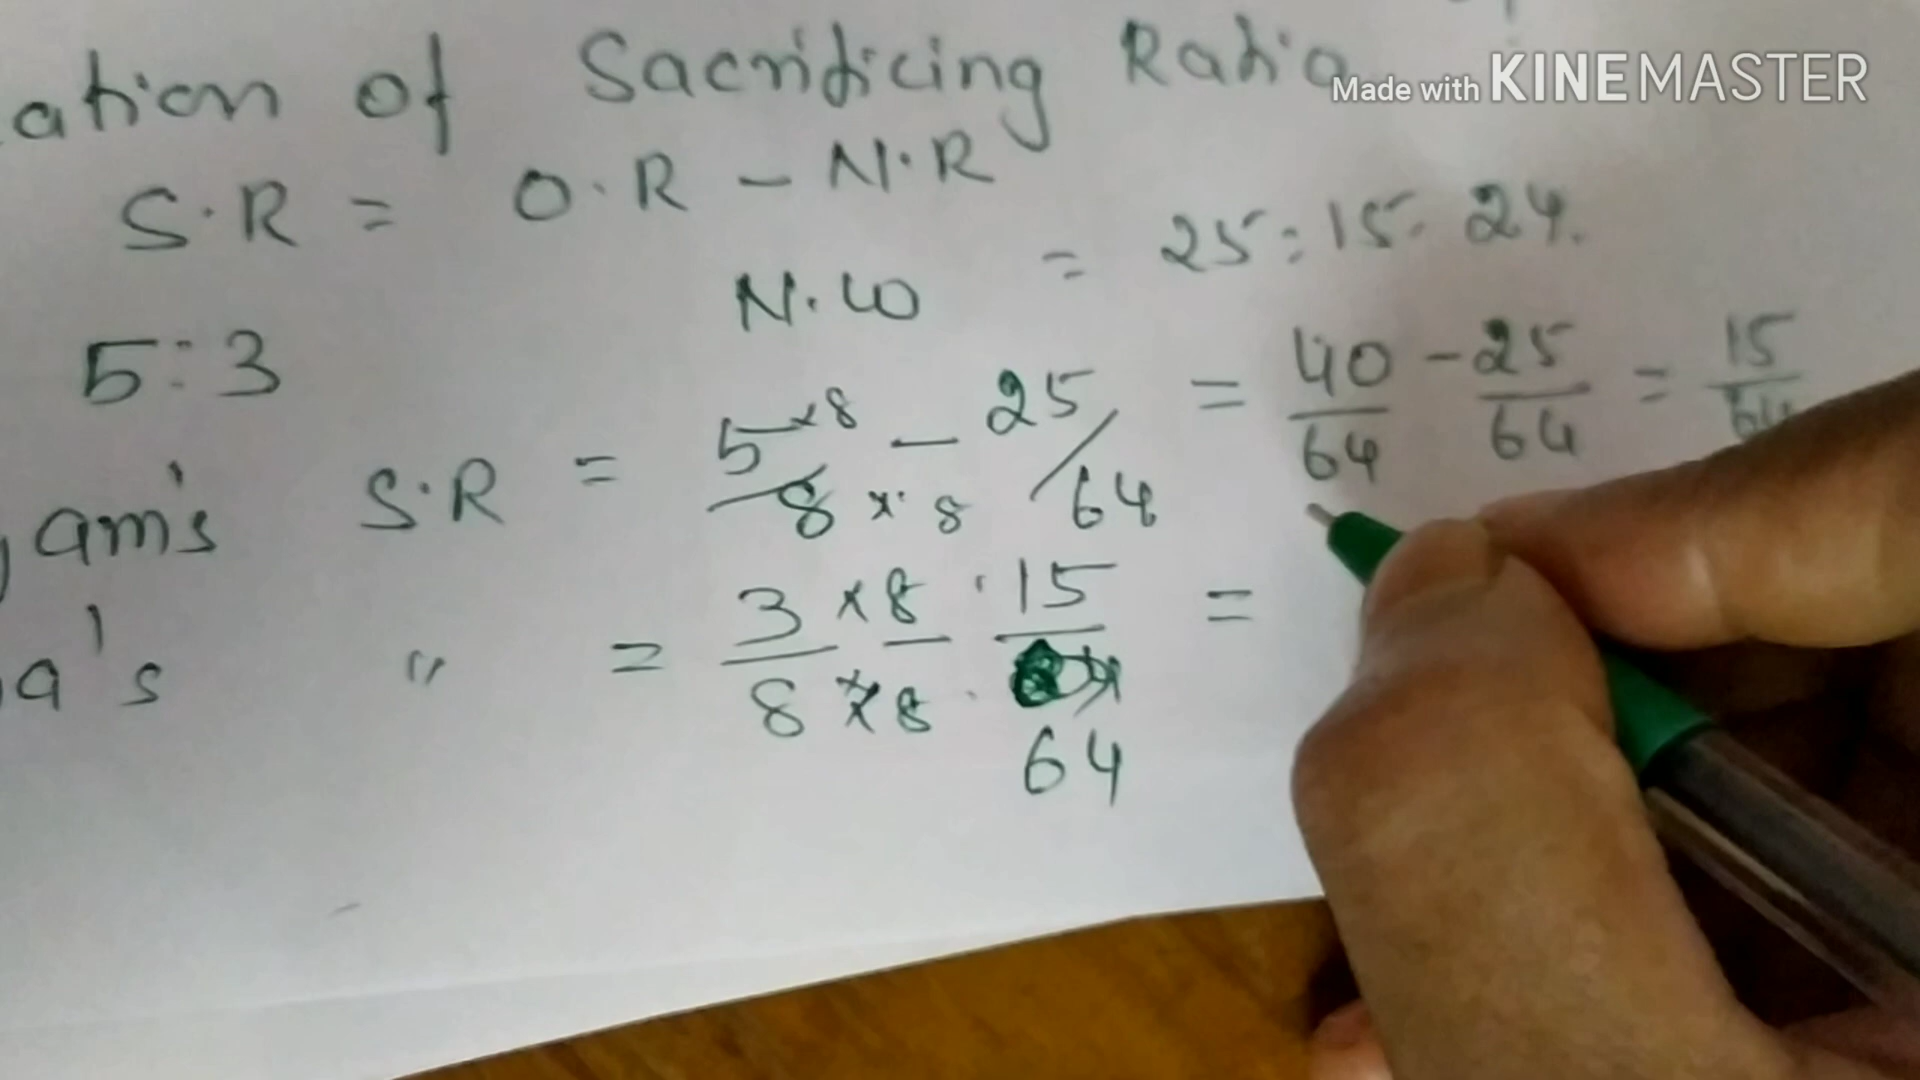 ation of Sacrificing Ratio
Made with KINEMASTER
S.R = O.R - N.R
N.W = 25:15:24.
5:3
am's S.R = 5×8/8×8 - 25/64 = 40/64 - 25/64 = 15/64
a's " = 3×8/8×8 - 15/64 =